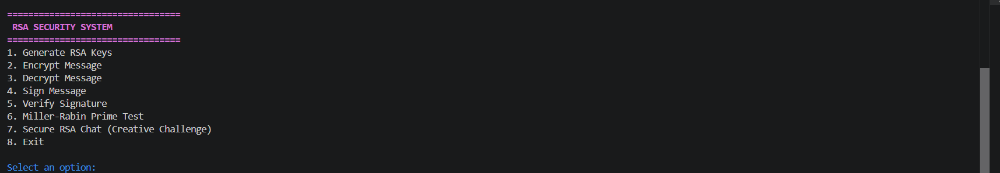 =================================
RSA SECURITY SYSTEM
=================================
1. Generate RSA Keys
2. Encrypt Message
3. Decrypt Message
4. Sign Message
5. Verify Signature
6. Miller-Rabin Prime Test
7. Secure RSA Chat (Creative Challenge)
8. Exit
Select an option: